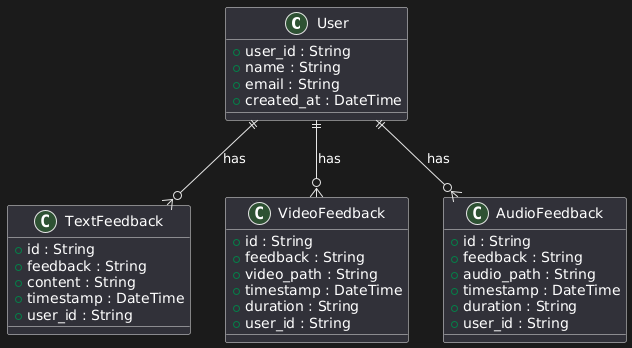 C User
user_id : String
name : String
email : String
created_at : DateTime
has
has
has
C TextFeedback
id : String
feedback : String
content : String
timestamp : DateTime
user_id : String
C VideoFeedback
id : String
feedback : String
video_path : String
timestamp : DateTime
duration : String
user_id : String
C AudioFeedback
id : String
feedback : String
audio_path : String
timestamp : DateTime
duration : String
user_id : String